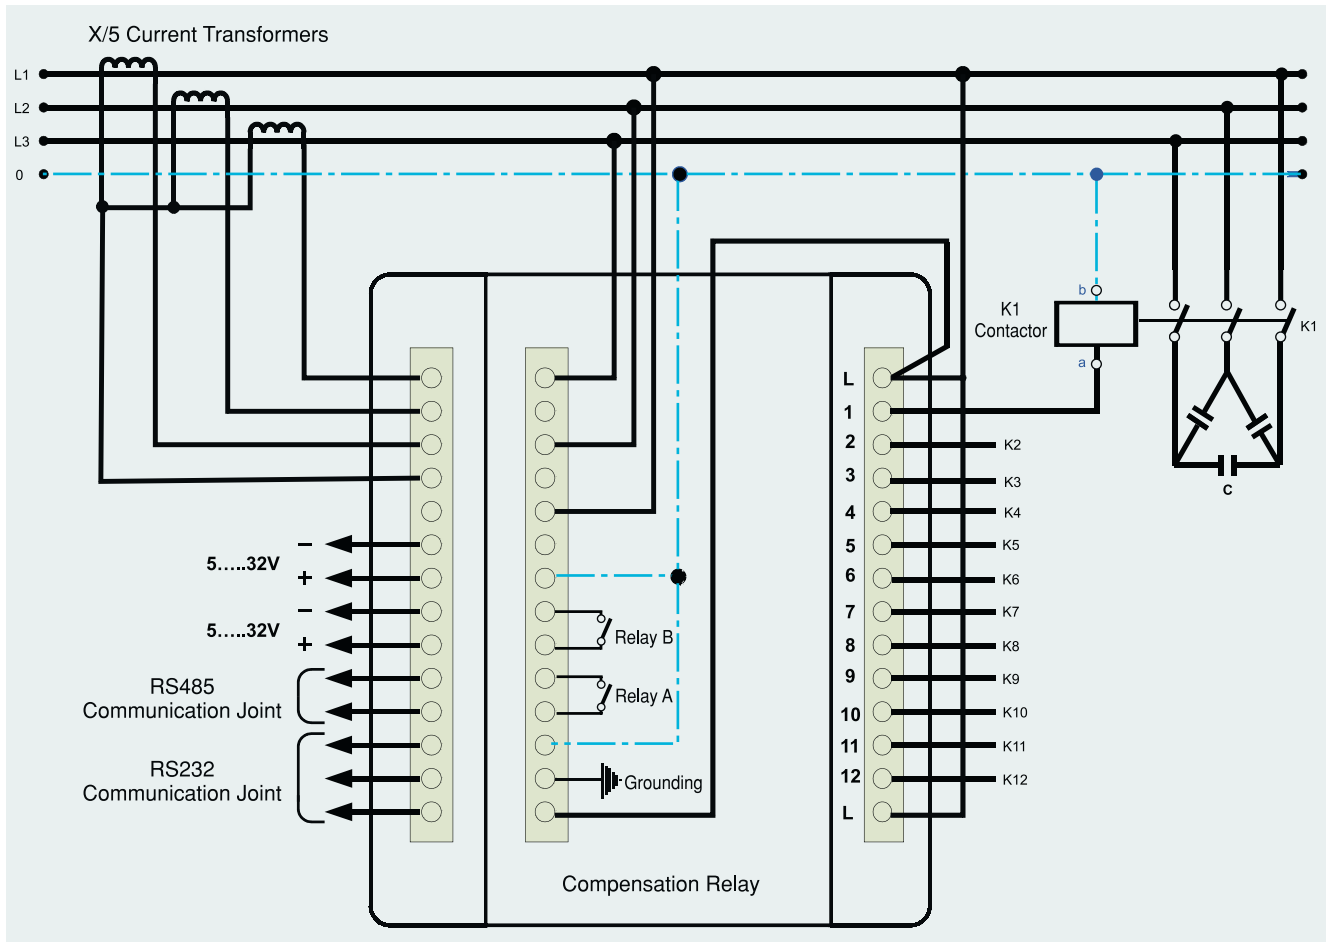 X/5 Current Transformers
L1
L2
L3
0
b
K1
Contactor
K1
a
L
1
2
K2
3
K3
4
K4
C
5
K5
–
5.....32V
+
6
K6
–
5.....32V
+
7
K7
Relay B
8
K8
RS485
Communication Joint
9
K9
Relay A
10
K10
RS232
Communication Joint
11
K11
Grounding
12
K12
L
Compensation Relay